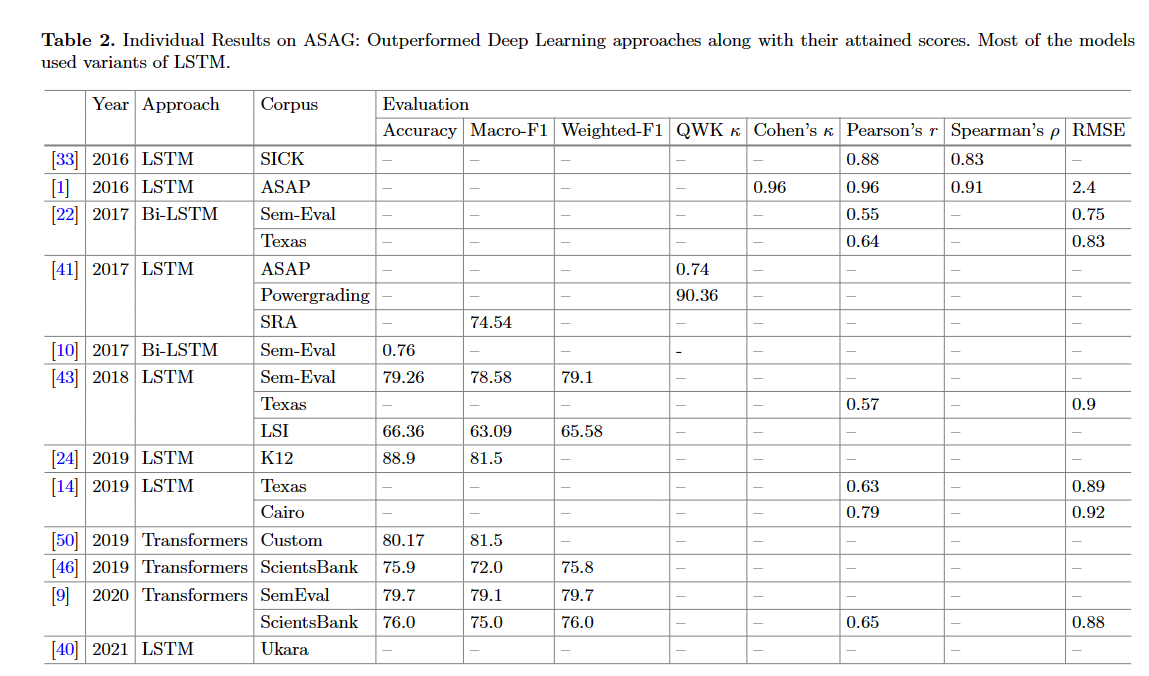 Table 2. Individual Results on ASAG: Outperformed Deep Learning approaches along with their attained scores. Most of the models
used variants of LSTM.
Year Approach Corpus Evaluation
Accuracy Macro-F1 Weighted-F1 QWK κ Cohen's κ Pearson's r Spearman's ρ RMSE
[33] 2016 LSTM SICK – – – – – 0.88 0.83 –
[1] 2016 LSTM ASAP – – – – 0.96 0.96 0.91 2.4
[22] 2017 Bi-LSTM Sem-Eval – – – – – 0.55 – 0.75
Texas – – – – – 0.64 – 0.83
[41] 2017 LSTM ASAP – – – 0.74 – – – –
Powergrading – – – 90.36 – – – –
SRA – 74.54 – – – – – –
[10] 2017 Bi-LSTM Sem-Eval 0.76 – – - – – – –
[43] 2018 LSTM Sem-Eval 79.26 78.58 79.1 – – – – –
Texas – – – – – 0.57 – 0.9
LSI 66.36 63.09 65.58 – – – – –
[24] 2019 LSTM K12 88.9 81.5 – – – – – –
[14] 2019 LSTM Texas – – – – – 0.63 – 0.89
Cairo – – – – – 0.79 – 0.92
[50] 2019 Transformers Custom 80.17 81.5 – – – – – –
[46] 2019 Transformers ScientsBank 75.9 72.0 75.8 – – – – –
[9] 2020 Transformers SemEval 79.7 79.1 79.7 – – – – –
ScientsBank 76.0 75.0 76.0 – – 0.65 – 0.88
[40] 2021 LSTM Ukara – – – – – – – –